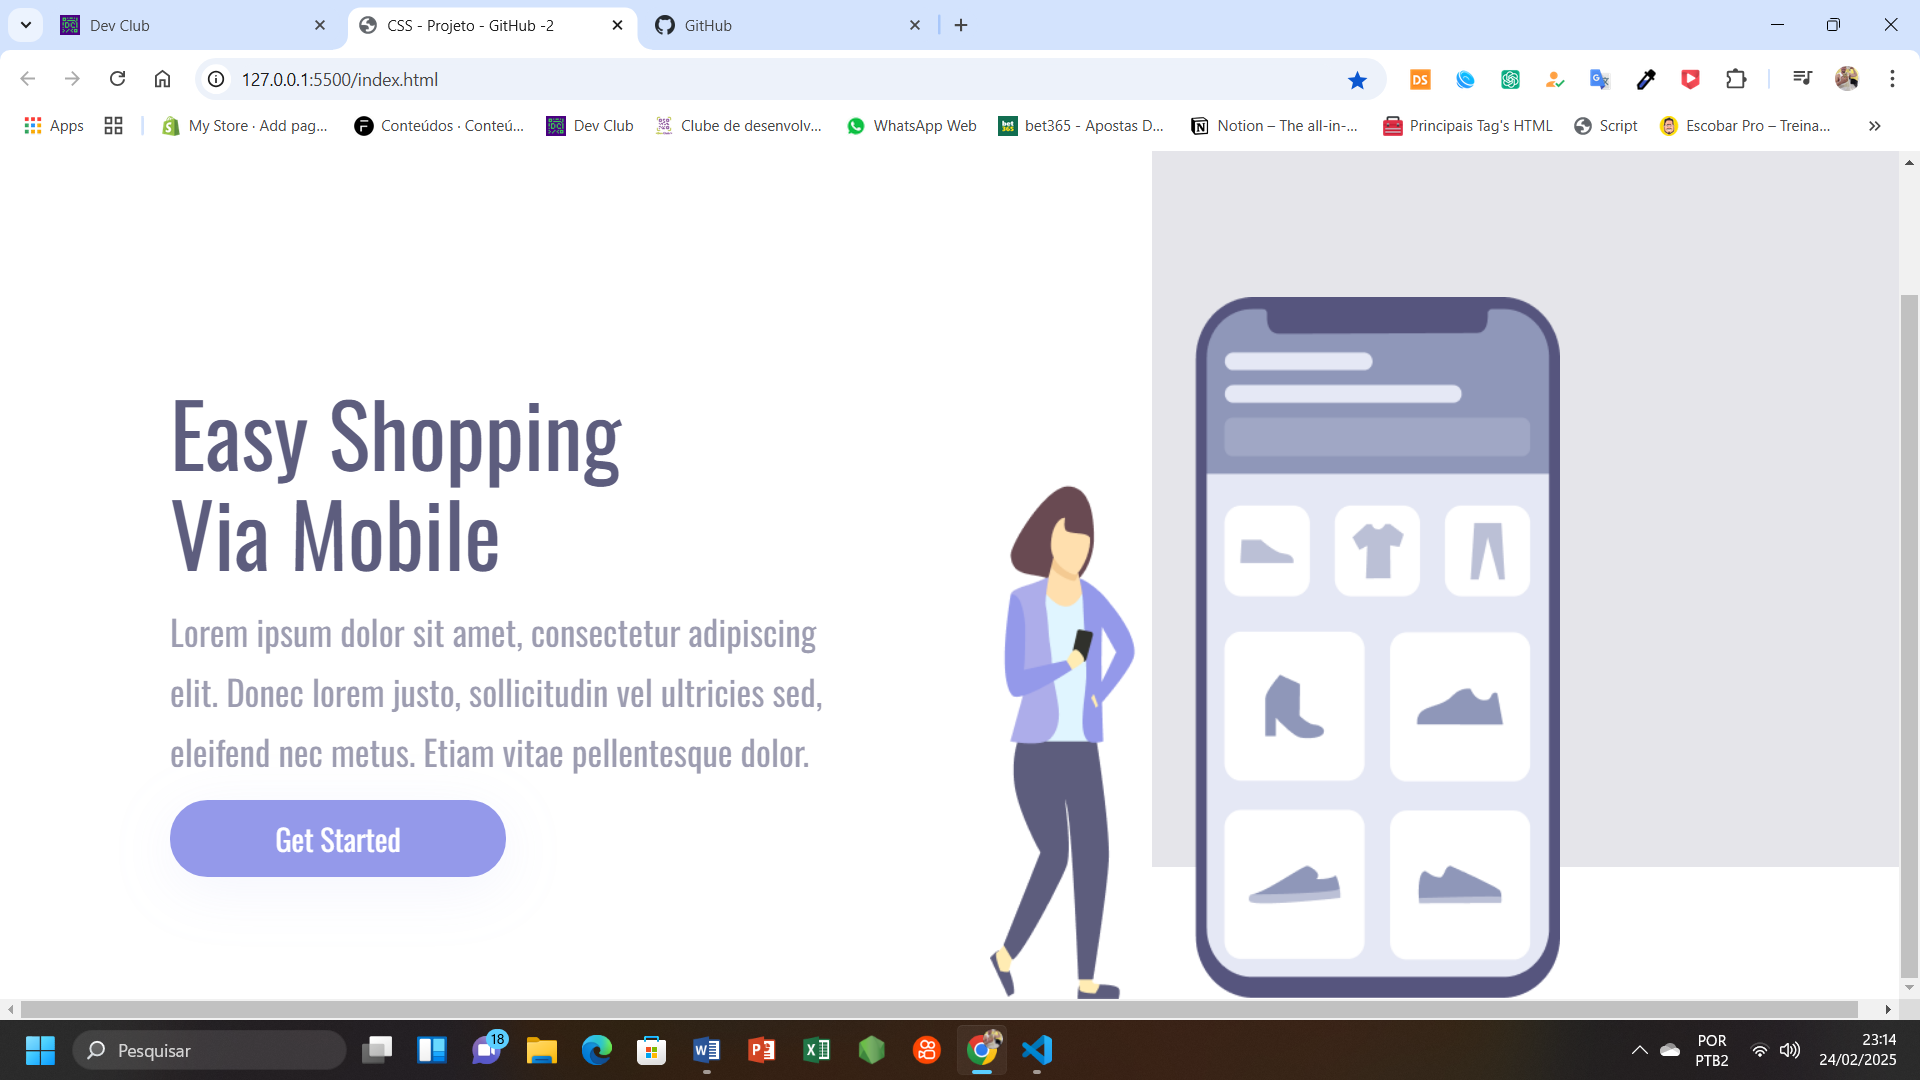 Dev Club
CSS - Projeto - GitHub -2
GitHub
127.0.0.1:5500/index.html
DS
Apps
My Store · Add pag...
Conteúdos · Conteú...
Dev Club
Clube de desenvolv...
WhatsApp Web
bet365 - Apostas D...
Notion – The all-in-...
Principais Tag's HTML
Script
Escobar Pro – Treina...
Easy Shopping
Via Mobile
Lorem ipsum dolor sit amet, consectetur adipiscing
elit. Donec lorem justo, sollicitudin vel ultricies sed,
eleifend nec metus. Etiam vitae pellentesque dolor.
Get Started
Pesquisar
18
POR
PTB2
23:14
24/02/2025